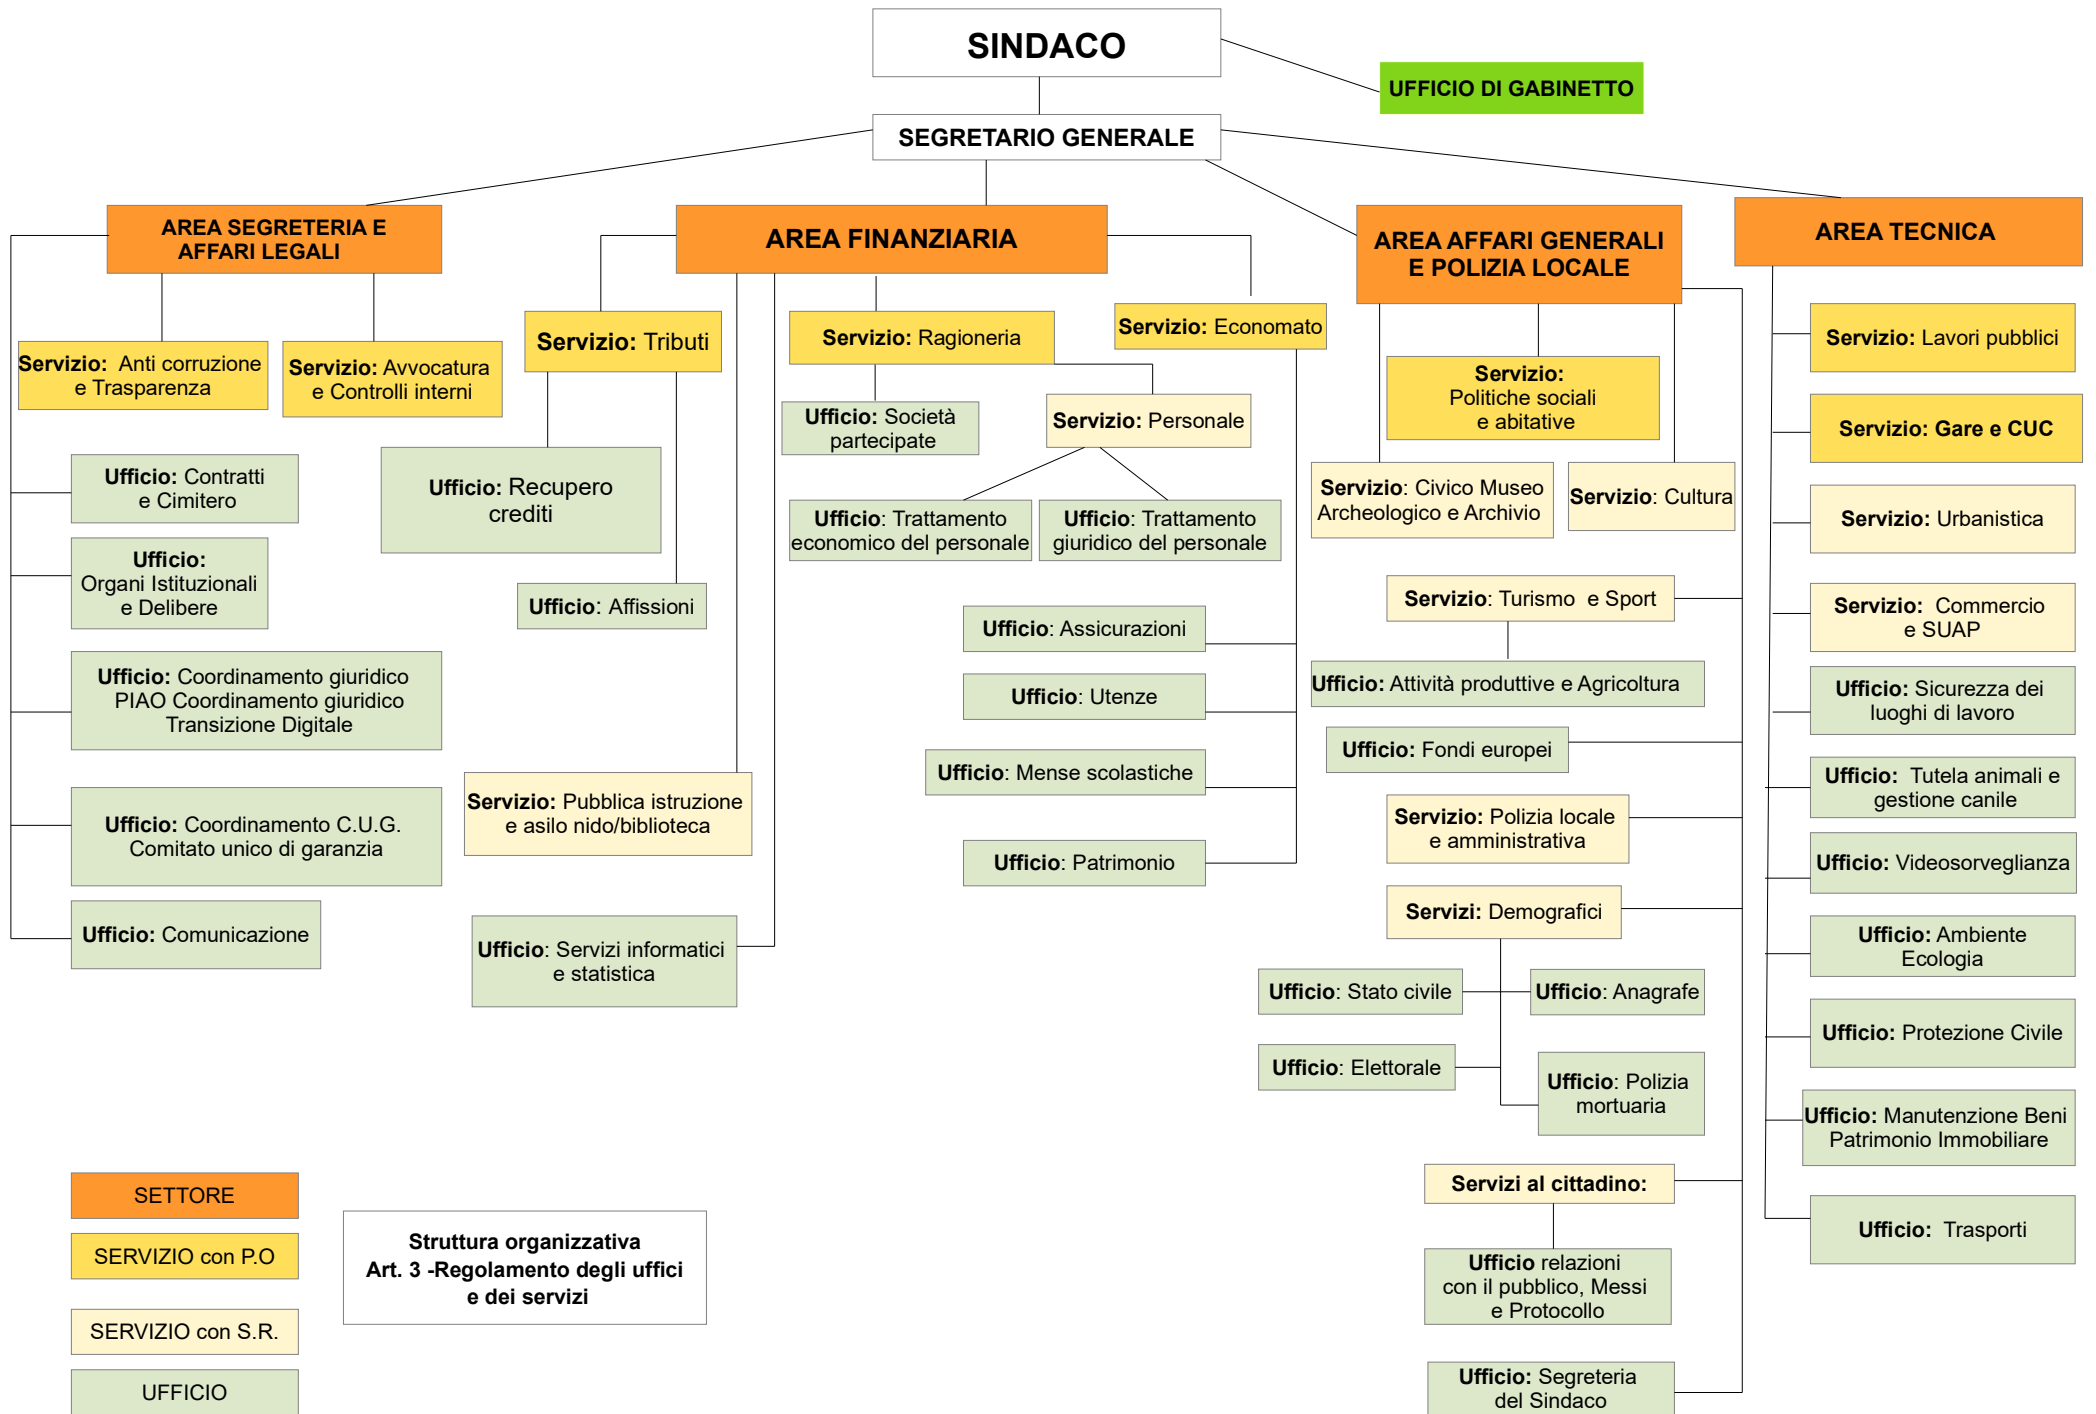 SINDACO
UFFICIO DI GABINETTO
SEGRETARIO GENERALE
AREA SEGRETERIA E
AFFARI LEGALI
Servizio: Anti corruzione
e Trasparenza
Servizio: Avvocatura
e Controlli interni
Ufficio: Contratti
e Cimitero
Ufficio:
Organi Istituzionali
e Delibere
Ufficio: Coordinamento giuridico
PIAO Coordinamento giuridico
Transizione Digitale
Ufficio: Coordinamento C.U.G.
Comitato unico di garanzia
Ufficio: Comunicazione
AREA FINANZIARIA
Servizio: Tributi
Ufficio: Recupero
crediti
Ufficio: Affissioni
Servizio: Pubblica istruzione
e asilo nido/biblioteca
Ufficio: Servizi informatici
e statistica
Servizio: Ragioneria
Ufficio: Società
partecipate
Servizio: Personale
Ufficio: Trattamento
economico del personale
Ufficio: Trattamento
giuridico del personale
Servizio: Economato
Ufficio: Assicurazioni
Ufficio: Utenze
Ufficio: Mense scolastiche
Ufficio: Patrimonio
AREA AFFARI GENERALI
E POLIZIA LOCALE
Servizio:
Politiche sociali
e abitative
Servizio: Civico Museo
Archeologico e Archivio
Servizio: Cultura
Servizio: Turismo e Sport
Ufficio: Attività produttive e Agricoltura
Ufficio: Fondi europei
Servizio: Polizia locale
e amministrativa
Servizi: Demografici
Ufficio: Stato civile
Ufficio: Anagrafe
Ufficio: Elettorale
Ufficio: Polizia
mortuaria
Servizi al cittadino:
Ufficio relazioni
con il pubblico, Messi
e Protocollo
Ufficio: Segreteria
del Sindaco
AREA TECNICA
Servizio: Lavori pubblici
Servizio: Gare e CUC
Servizio: Urbanistica
Servizio: Commercio
e SUAP
Ufficio: Sicurezza dei
luoghi di lavoro
Ufficio: Tutela animali e
gestione canile
Ufficio: Videosorveglianza
Ufficio: Ambiente
Ecologia
Ufficio: Protezione Civile
Ufficio: Manutenzione Beni
Patrimonio Immobiliare
Ufficio: Trasporti
SETTORE
SERVIZIO con P.O
SERVIZIO con S.R.
UFFICIO
Struttura organizzativa
Art. 3 -Regolamento degli uffici
e dei servizi